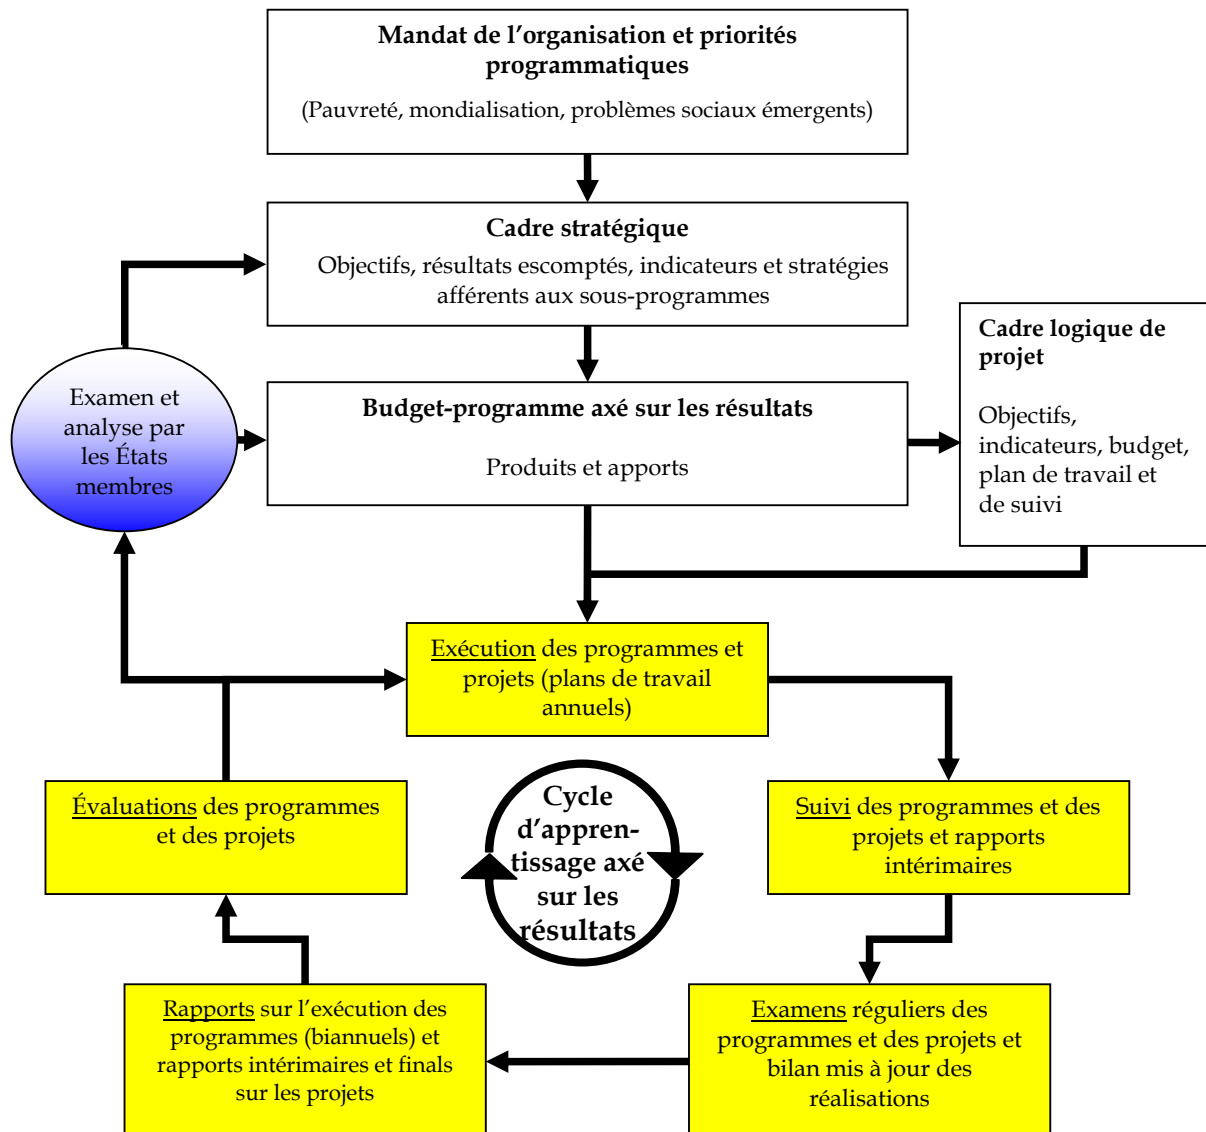 Mandat de l’organisation et priorités
programmatiques
(Pauvreté, mondialisation, problèmes sociaux émergents)
Cadre stratégique
Objectifs, résultats escomptés, indicateurs et stratégies
afférents aux sous-programmes
Cadre logique de
projet
Objectifs,
indicateurs, budget,
plan de travail et
de suivi
Examen et
analyse par
les États
membres
Budget-programme axé sur les résultats
Produits et apports
Exécution des programmes et
projets (plans de travail
annuels)
Évaluations des programmes
et des projets
Cycle
d’appren-
tissage axé
sur les
résultats
Suivi des programmes et des
projets et rapports
intérimaires
Rapports sur l’exécution des
programmes (biannuels) et
rapports intérimaires et finals
sur les projets
Examens réguliers des
programmes et des projets et
bilan mis à jour des
réalisations